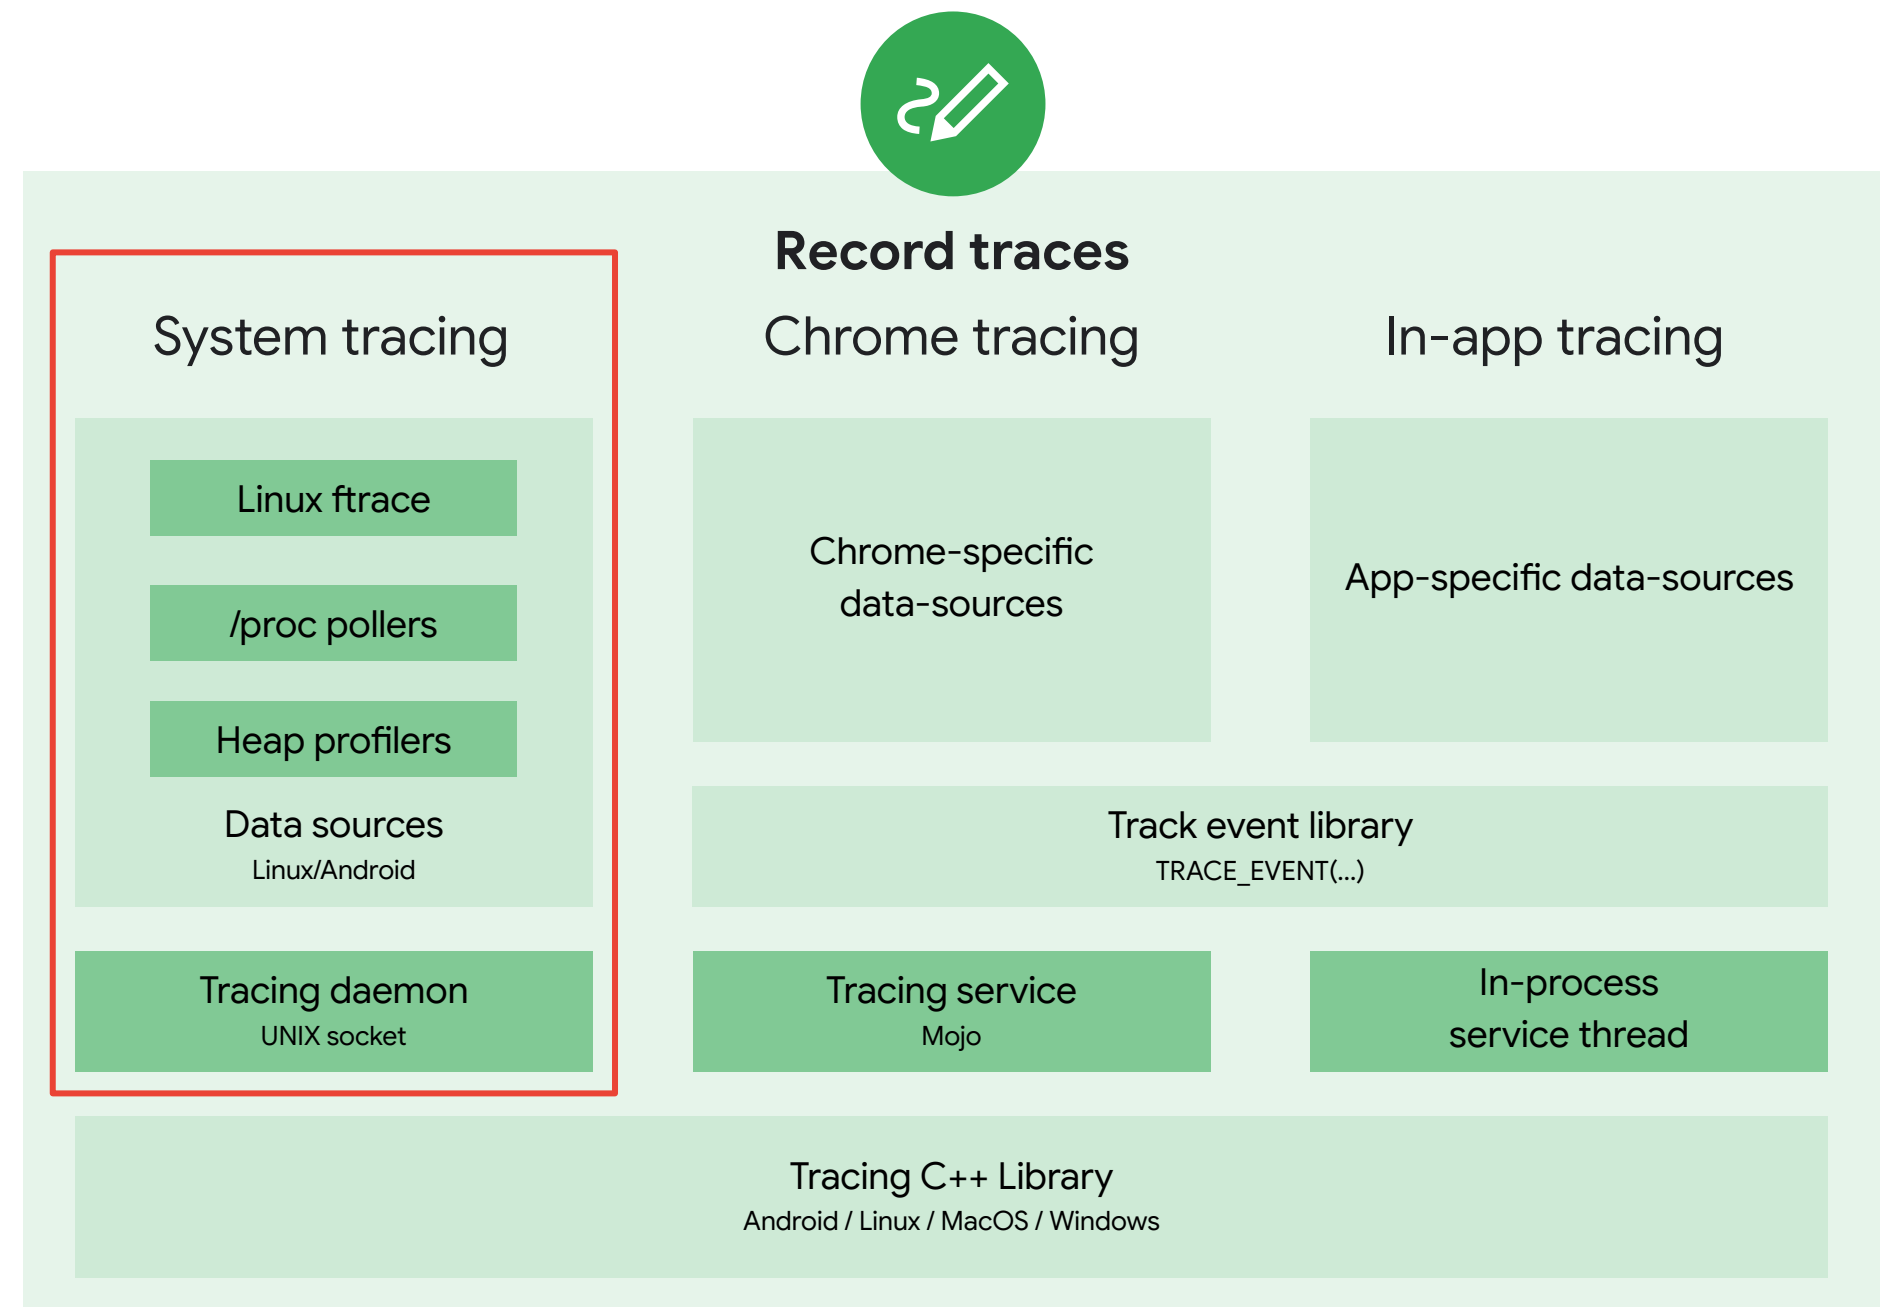 Record traces
System tracing
Linux ftrace
/proc pollers
Heap profilers
Data sources
Linux/Android
Tracing daemon
UNIX socket
Chrome tracing
Chrome-specific
data-sources
In-app tracing
App-specific data-sources
Track event library
TRACE_EVENT(...)
Tracing service
Mojo
In-process
service thread
Tracing C++ Library
Android / Linux / MacOS / Windows